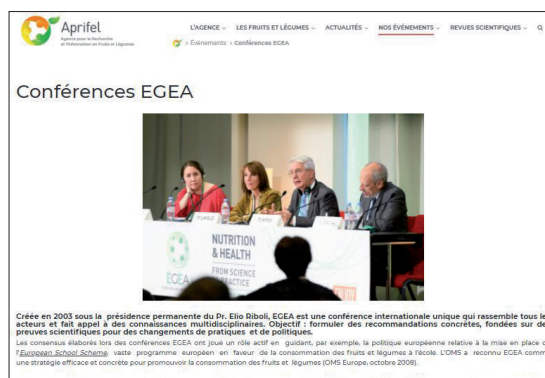 Aprifel
Agence pour la Recherche
et l'Information en Fruits et Légumes
L'AGENCE LES FRUITS ET LÉGUMES ACTUALITÉS NOS ÉVÉNEMENTS REVUES SCIENTIFIQUES
> Événements > Conférences EGEA
Conférences EGEA
NUTRITION
& HEALTH
EGEA
FROM SCIENCE
PRACTICE
Créée en 2003 sous la présidence permanente du Pr. Elio Riboli, EGEA est une conférence internationale unique qui rassemble tous le
acteurs et fait appel à des connaissances multidisciplinaires. Objectif : formuler des recommandations concrètes, fondées sur de
preuves scientifiques pour des changements de pratiques et de politiques.
Les consensus élaborés lors des conférences EGEA ont joué un rôle actif en guidant, par exemple, la politique européenne relative à la mise en place d
l'European School Scheme, vaste programme européen en faveur de la consommation des fruits et légumes à l'école. L'OMS a reconnu EGEA comm
une stratégie efficace et concrète pour promouvoir la consommation des fruits et légumes (OMS Europe, octobre 2008).